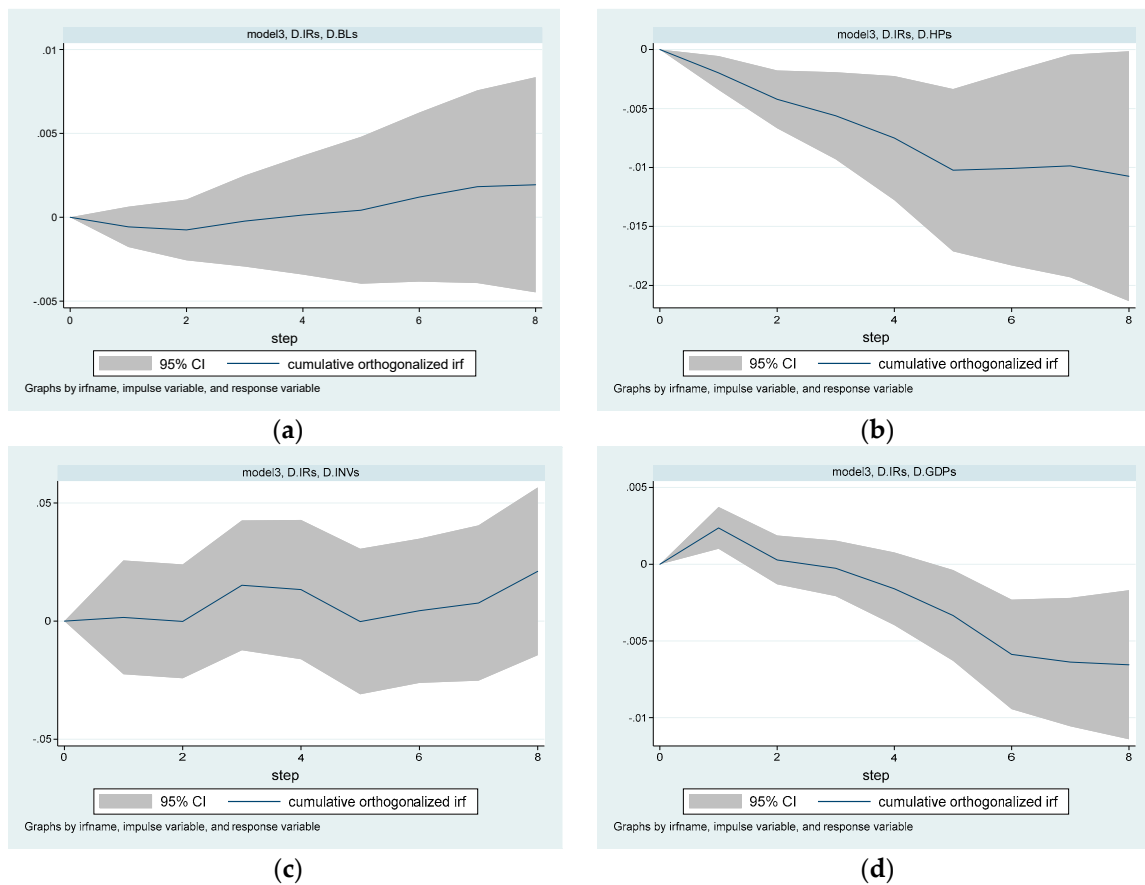 model3, D.IRs, D.BLs
.01
.005
0
-.005
0 2 4 6 8
step
95% CI cumulative orthogonalized irf
Graphs by irfname, impulse variable, and response variable
(a)
model3, D.IRs, D.HPs
0
-.005
-.01
-.015
-.02
0 2 4 6 8
step
95% CI cumulative orthogonalized irf
Graphs by irfname, impulse variable, and response variable
(b)
model3, D.IRs, D.INVs
.05
0
-.05
0 2 4 6 8
step
95% CI cumulative orthogonalized irf
Graphs by irfname, impulse variable, and response variable
(c)
model3, D.IRs, D.GDPs
.005
0
-.005
-.01
0 2 4 6 8
step
95% CI cumulative orthogonalized irf
Graphs by irfname, impulse variable, and response variable
(d)